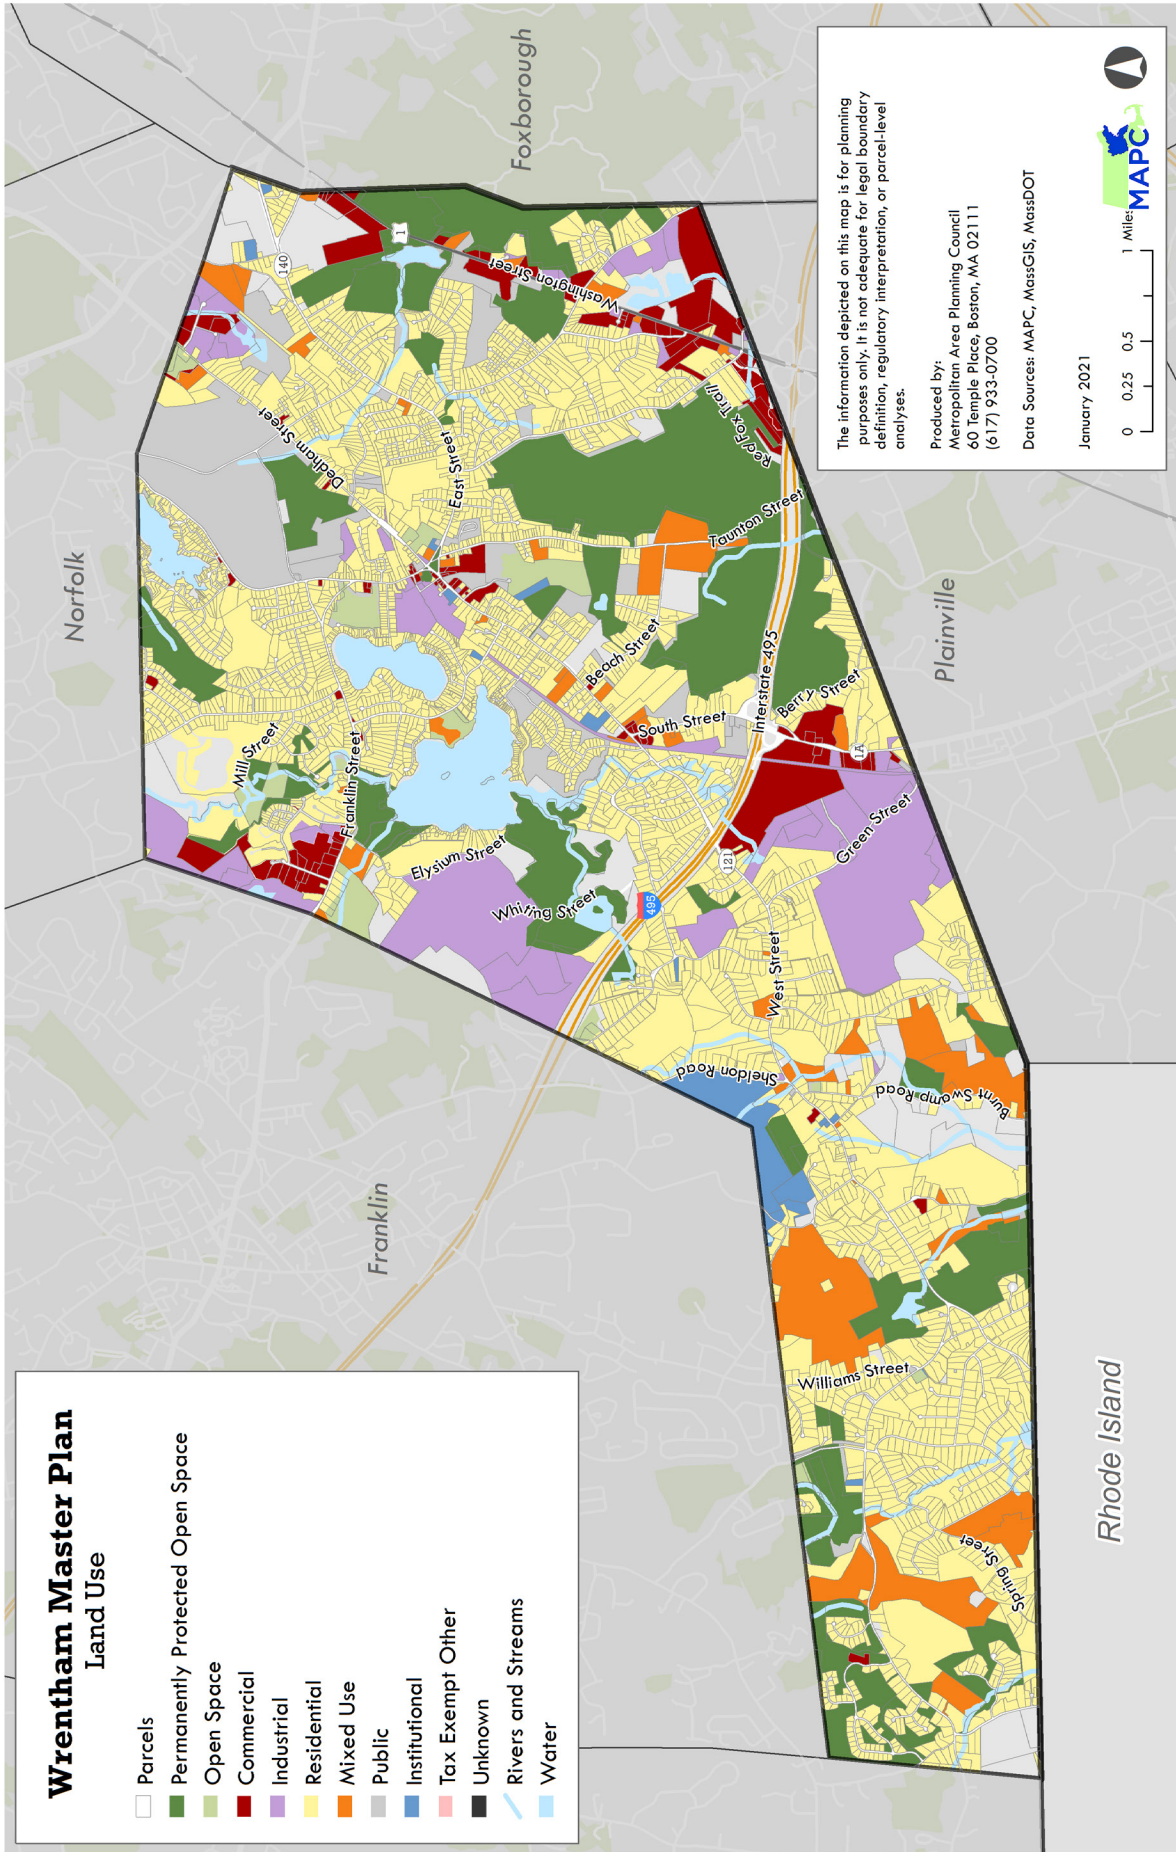 Wrentham Master Plan
Land Use
Parcels
Permanently Protected Open Space
Open Space
Commercial
Industrial
Residential
Mixed Use
Public
Institutional
Tax Exempt Other
Unknown
Rivers and Streams
Water
Norfolk
Foxborough
Franklin
Plainville
Rhode Island
140
1
Dedham Street
Washington Street
East Street
Red Fox Trail
Taunton Street
Mill Street
Franklin Street
Beach Street
South Street
Interstate 495
Berry Street
1A
Elysium Street
Whiting Street
495
121
Green Street
West Street
Sheldon Road
Burnt Swamp Road
Williams Street
Spring Street
The information depicted on this map is for planning
purposes only. It is not adequate for legal boundary
definition, regulatory interpretation, or parcel-level
analyses.
Produced by:
Metropolitan Area Planning Council
60 Temple Place, Boston, MA 02111
(617) 933-0700
Data Sources: MAPC, MassGIS, MassDOT
January 2021
0 0.25 0.5 1 Miles
MAPC